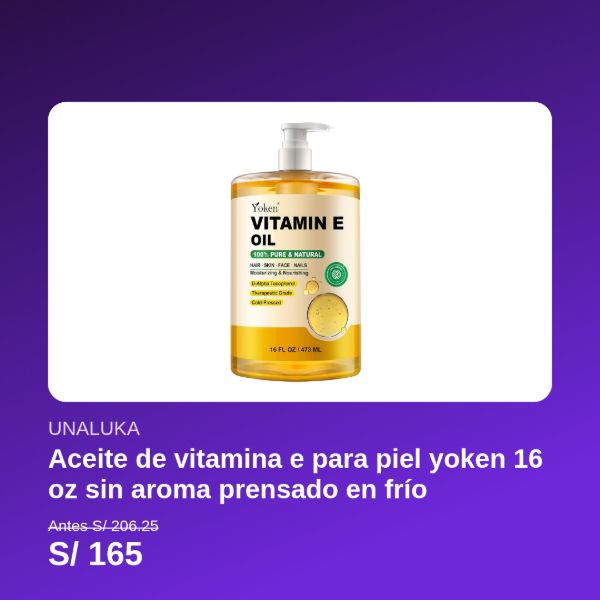 Yoken
VITAMIN E
OIL
100% PURE & NATURAL
HAIR · SKIN · FACE · NAILS
Moisturizing & Nourishing
D-Alpha Tocopherol
Therapeutic Grade
Cold Pressed
16 FL OZ / 473 ML
UNALUKA
Aceite de vitamina e para piel yoken 16
oz sin aroma prensado en frío
Antes S/ 206.25
S/ 165